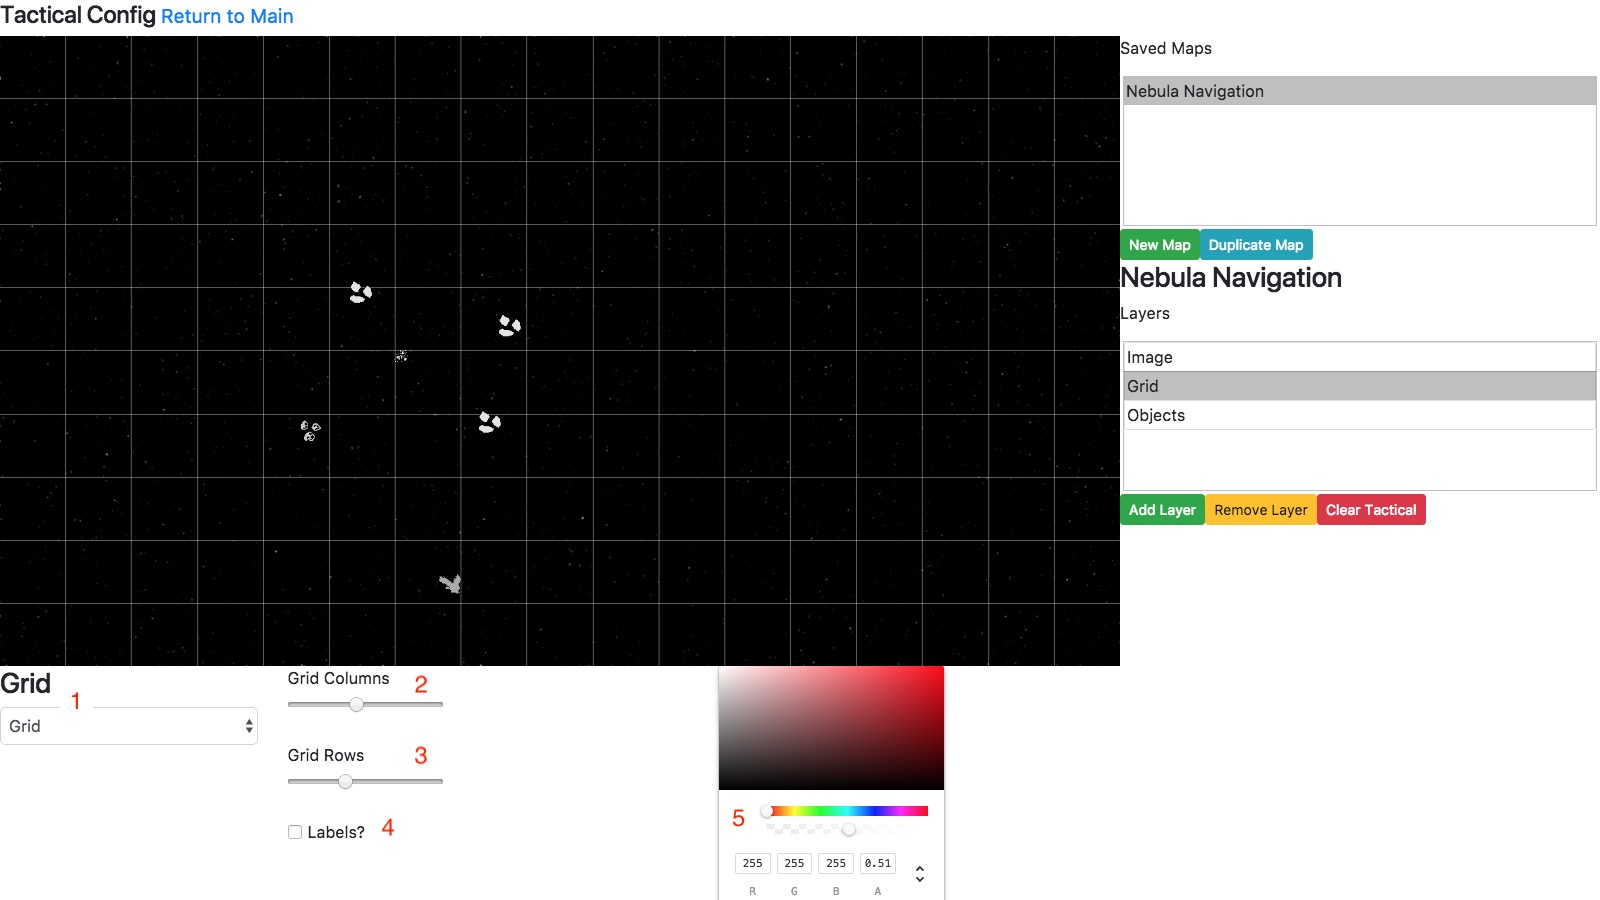 Tactical Config Return to Main
Saved Maps
Nebula Navigation
New Map Duplicate Map
Nebula Navigation
Layers
Image
Grid
Objects
Add Layer Remove Layer Clear Tactical
Grid
1
Grid
Grid Columns 2
Grid Rows 3
Labels? 4
5
255 255 255 0.51
R G B A